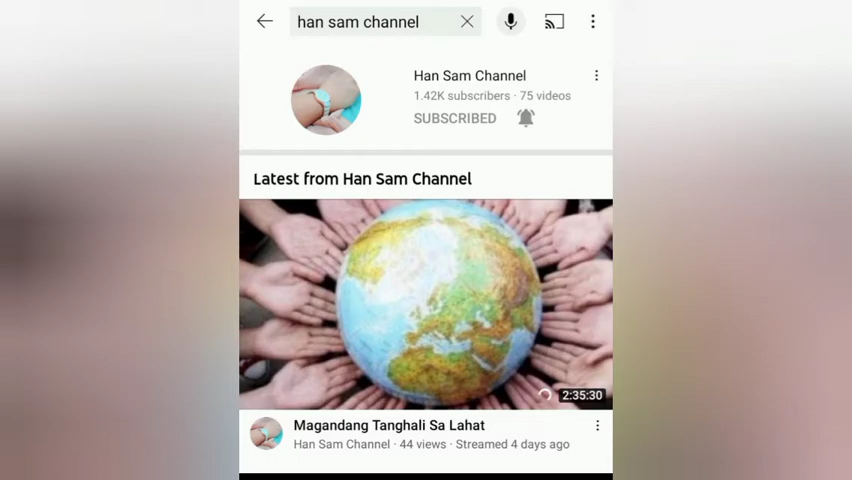 han sam channel
Han Sam Channel
1.42K subscribers · 75 videos
SUBSCRIBED
Latest from Han Sam Channel
2:35:30
Magandang Tanghali Sa Lahat
Han Sam Channel · 44 views · Streamed 4 days ago